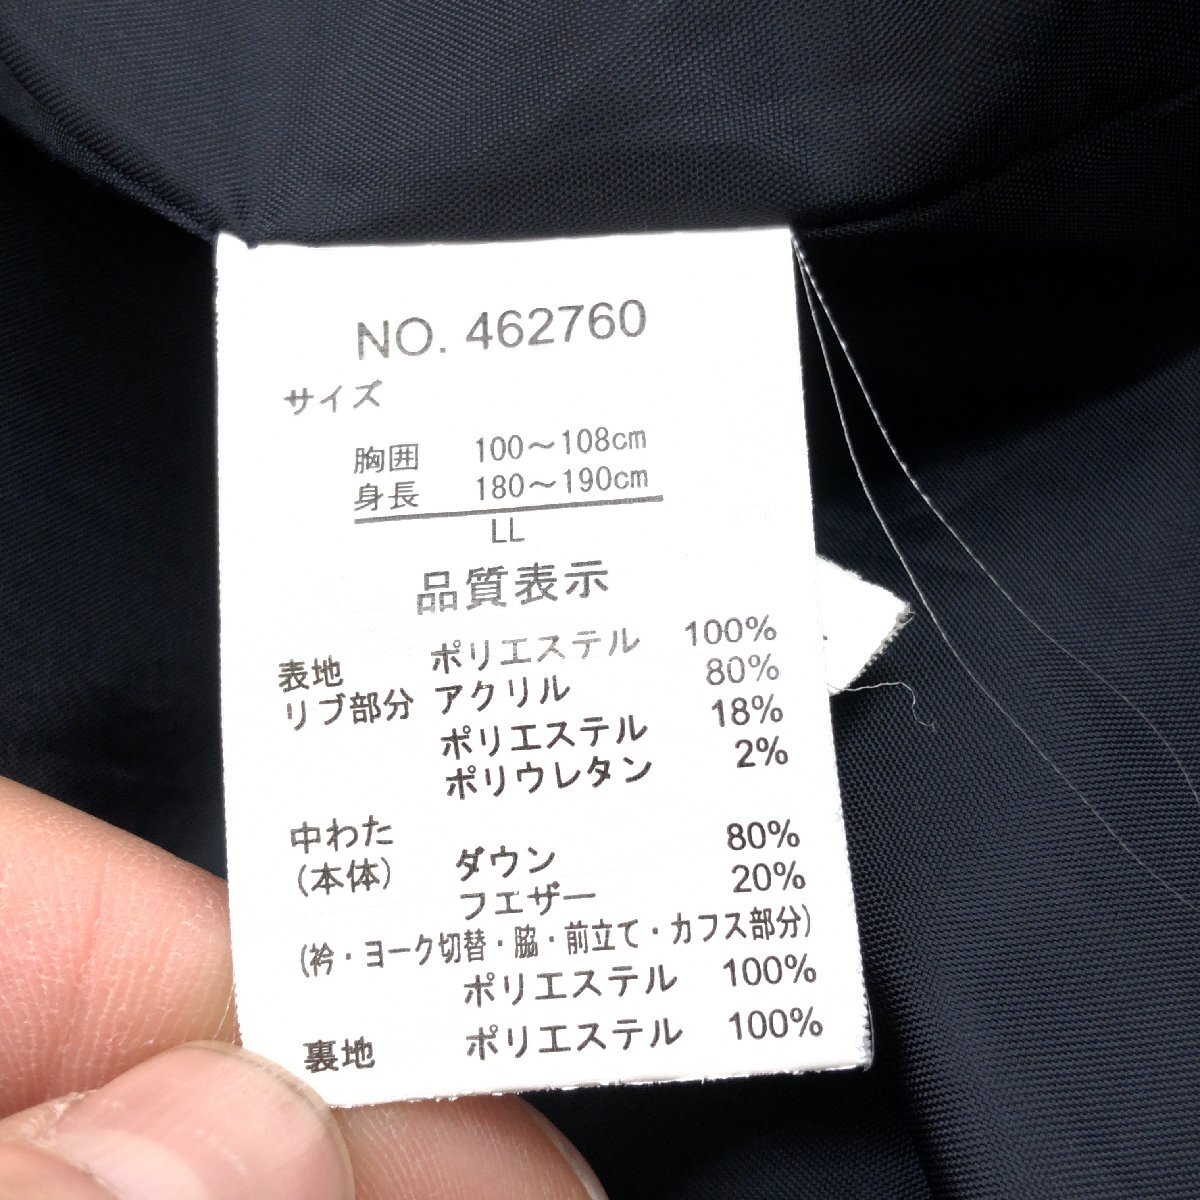 NO. 462760
サイズ
胸囲 100～108cm
身長 180～190cm
LL
品質表示
表地 ポリエステル 100%
リブ部分 アクリル 80%
ポリエステル 18%
ポリウレタン 2%
中わた ダウン 80%
(本体) フエザー 20%
(衿・ヨーク切替・脇・前立て・カフス部分)
ポリエステル 100%
裏地 ポリエステル 100%